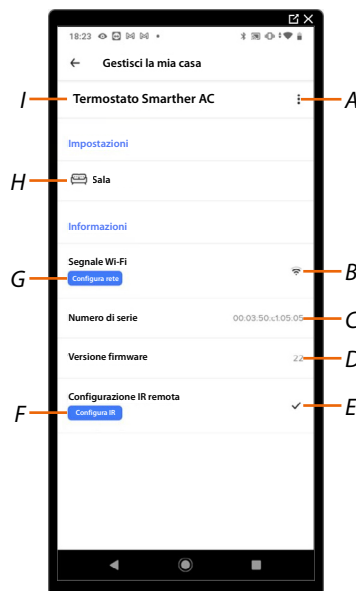 18:23
Gestisci la mia casa
I Termostato Smarther AC A
Impostazioni
H Sala
Informazioni
Segnale Wi-Fi
G Configura rete B
Numero di serie 00.03.50.c1.05.05 C
Versione firmware 22 D
Configurazione IR remota
F Configura IR E